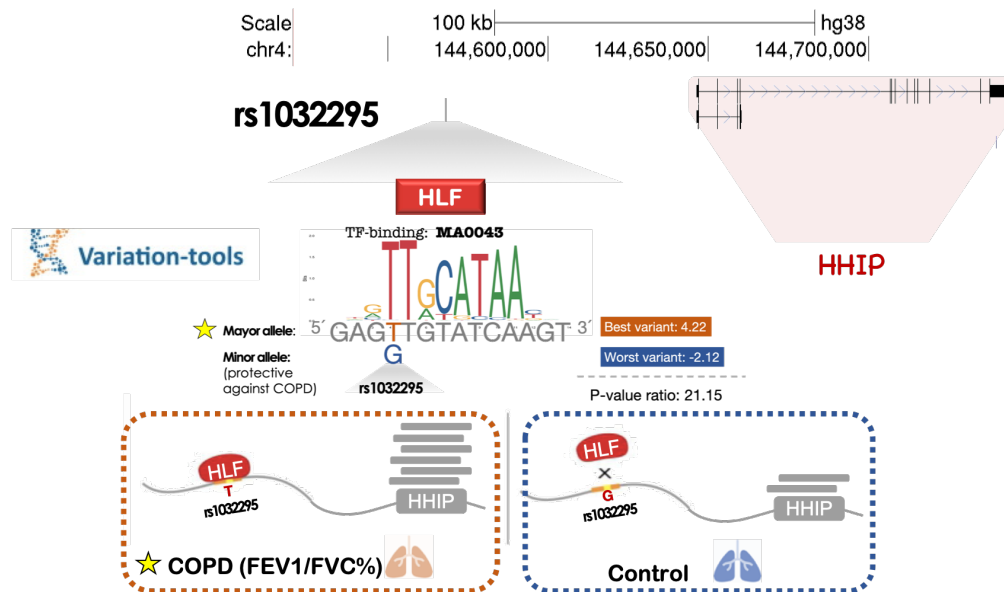 Scale 100 kb hg38
chr4: 144,600,000 144,650,000 144,700,000
rs1032295
HLF
TF-binding: MA0043
Variation-tools
TTGCATAA
HHIP
Mayor allele: 5´ GAGTTGTATCAAGT 3´
Best variant: 4.22
Minor allele:
(protective
against COPD)
G
rs1032295
Worst variant: -2.12
P-value ratio: 21.15
HLF
T
rs1032295
HHIP
COPD (FEV1/FVC%)
HLF
X
G
rs1032295
HHIP
Control